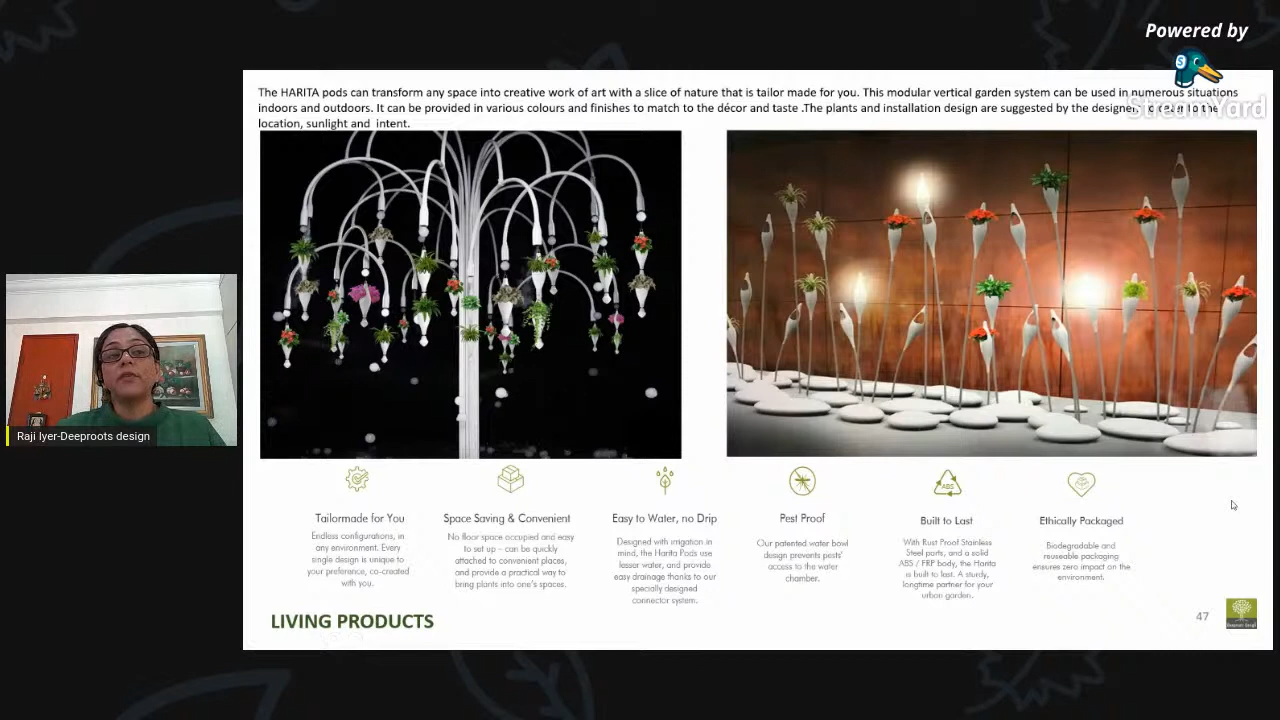 Powered by
StreamYard
The HARITA pods can transform any space into creative work of art with a slice of nature that is tailor made for you. This modular vertical garden system can be used in numerous situations
indoors and outdoors. It can be provided in various colours and finishes to match to the décor and taste .The plants and installation design are suggested by the designer to the
location, sunlight and intent.
Raji Iyer-Deeproots design
Tailormade for You
Endless configurations, in
any environment. Every
single design is unique to
your preference, co-created
with you.
Space Saving & Convenient
No floor space occupied and easy
to set up – can be quickly
attached to convenient places,
and provide a practical way to
bring plants into one's spaces.
Easy to Water, no Drip
Designed with irrigation in
mind, the Harita Pods use
lesser water, and provide
easy drainage thanks to our
specially designed
connector system.
Pest Proof
Our patented water bowl
design prevents pests'
access to the water
chamber.
ABS
Built to Last
With Rust Proof Stainless
Steel parts, and a solid
ABS / FRP body, the Harita
is built to last. A sturdy,
longtime partner for your
urban garden.
Ethically Packaged
Biodegradable and
reuseable packaging
ensures zero impact on the
environment.
LIVING PRODUCTS
47